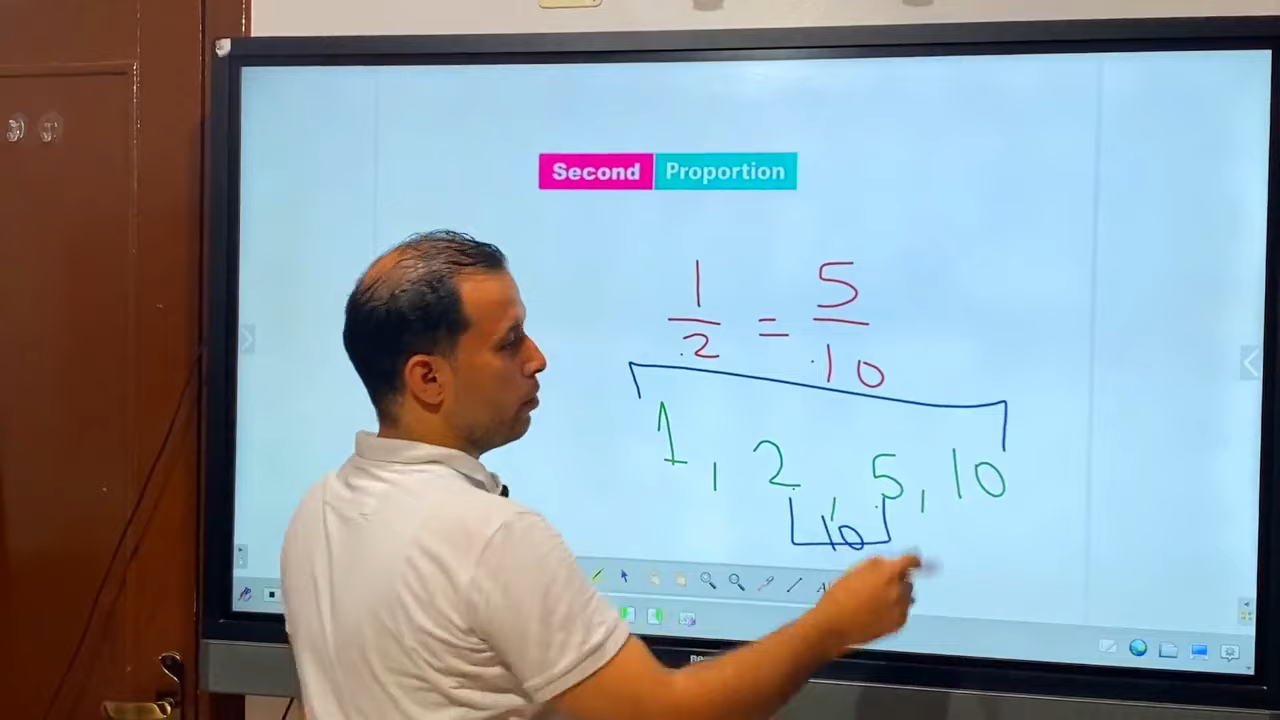 Second Proportion
1/2 = 5/10
1, 2, 5, 10
10